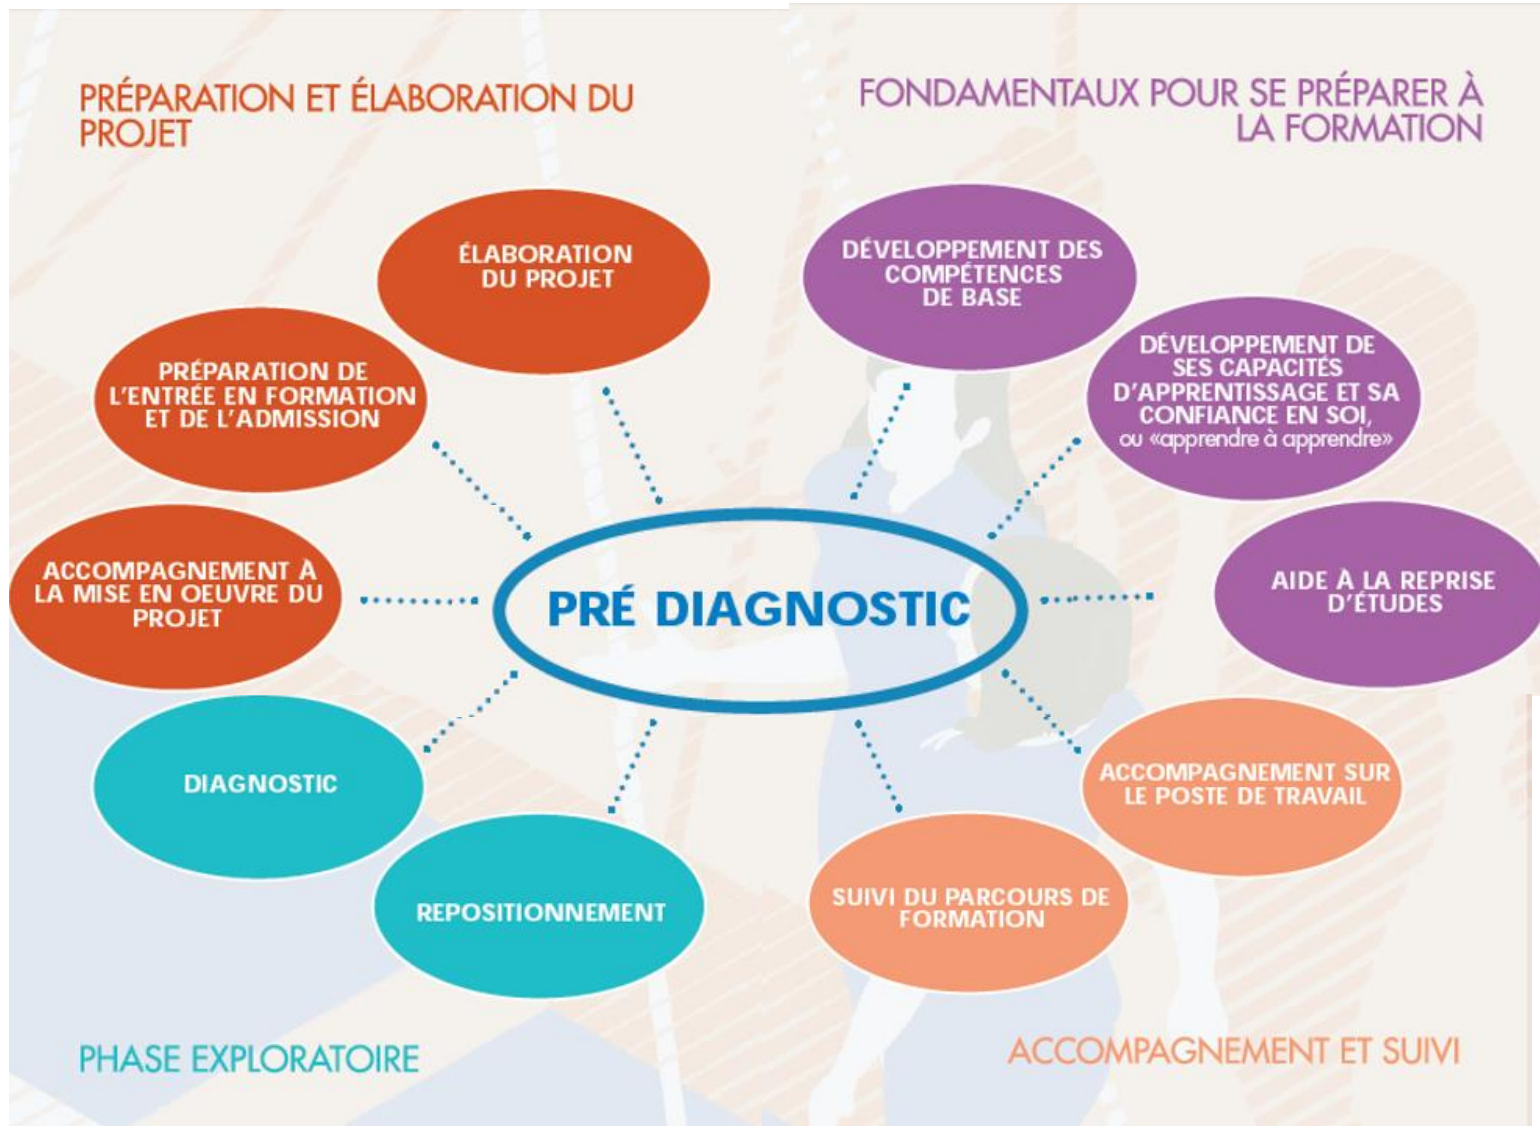 PRÉPARATION ET ÉLABORATION DU
PROJET
FONDAMENTAUX POUR SE PRÉPARER À
LA FORMATION
ÉLABORATION
DU PROJET
DÉVELOPPEMENT DES
COMPÉTENCES
DE BASE
PRÉPARATION DE
L'ENTRÉE EN FORMATION
ET DE L'ADMISSION
DÉVELOPPEMENT DE
SES CAPACITÉS
D'APPRENTISSAGE ET SA
CONFIANCE EN SOI,
ou «apprendre à apprendre»
ACCOMPAGNEMENT À
LA MISE EN OEUVRE DU
PROJET
PRÉ DIAGNOSTIC
AIDE À LA REPRISE
D'ÉTUDES
DIAGNOSTIC
ACCOMPAGNEMENT SUR
LE POSTE DE TRAVAIL
REPOSITIONNEMENT
SUIVI DU PARCOURS DE
FORMATION
PHASE EXPLORATOIRE
ACCOMPAGNEMENT ET SUIVI